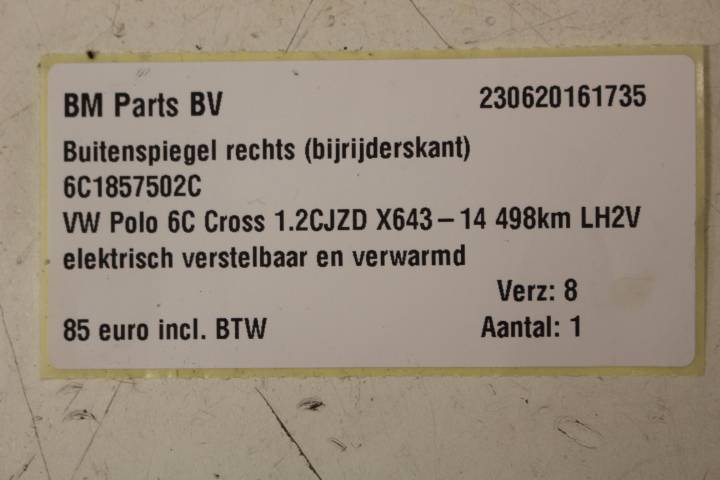 BM Parts BV 230620161735
Buitenspiegel rechts (bijrijderskant)
6C1857502C
VW Polo 6C Cross 1.2CJZD X643-14 498km LH2V
elektrisch verstelbaar en verwarmd
Verz: 8
85 euro incl. BTW Aantal: 1